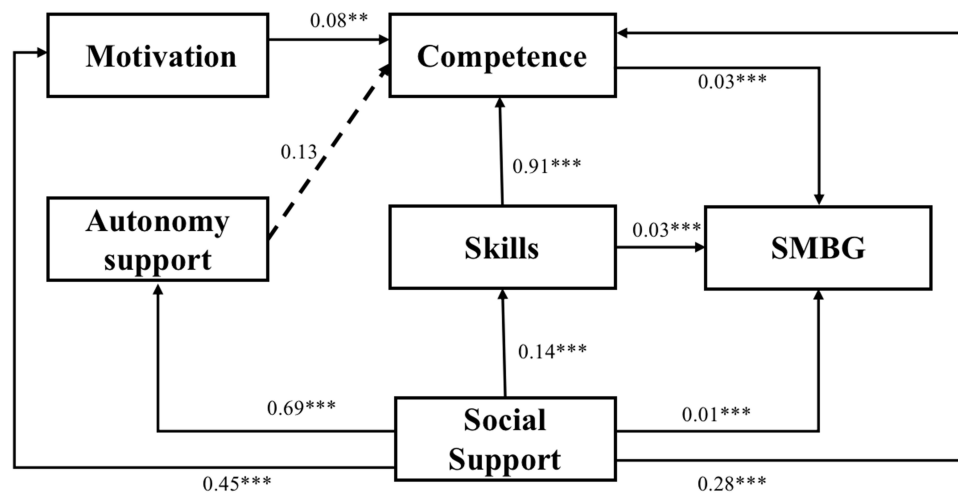 0.08**
Motivation
Competence
0.03***
0.13
0.91***
Autonomy
support
Skills
0.03***
SMBG
0.14***
0.69***
Social
Support
0.01***
0.45***
0.28***